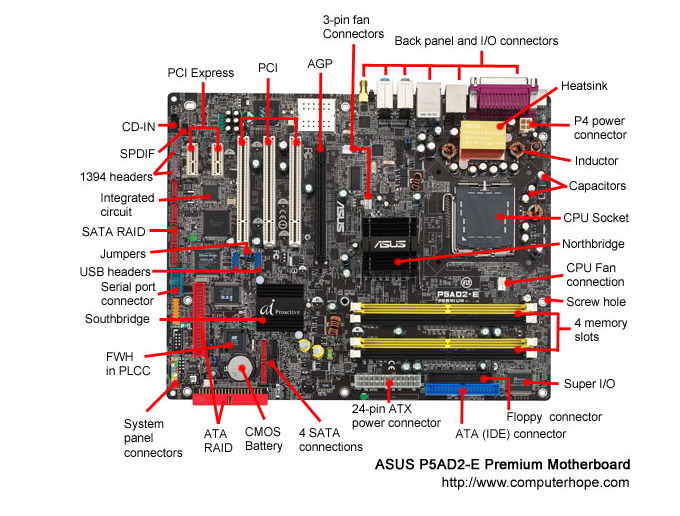 3-pin fan
Connectors
Back panel and I/O connectors
PCI Express
PCI
AGP
Heatsink
CD-IN
P4 power
connector
SPDIF
Inductor
1394 headers
Capacitors
Integrated
circuit
CPU Socket
SATA RAID
ASUS
ASUS
Northbridge
Jumpers
USB headers
CPU Fan
connection
Serial port
connector
P5AD2-E
PREMIUM
Screw hole
Southbridge
ai Proactive
4 memory
slots
FWH
in PLCC
Super I/O
System
panel
connectors
ATA
RAID
CMOS
Battery
4 SATA
connections
24-pin ATX
power connector
Floppy connector
ATA (IDE) connector
ASUS P5AD2-E Premium Motherboard
http://www.computerhope.com